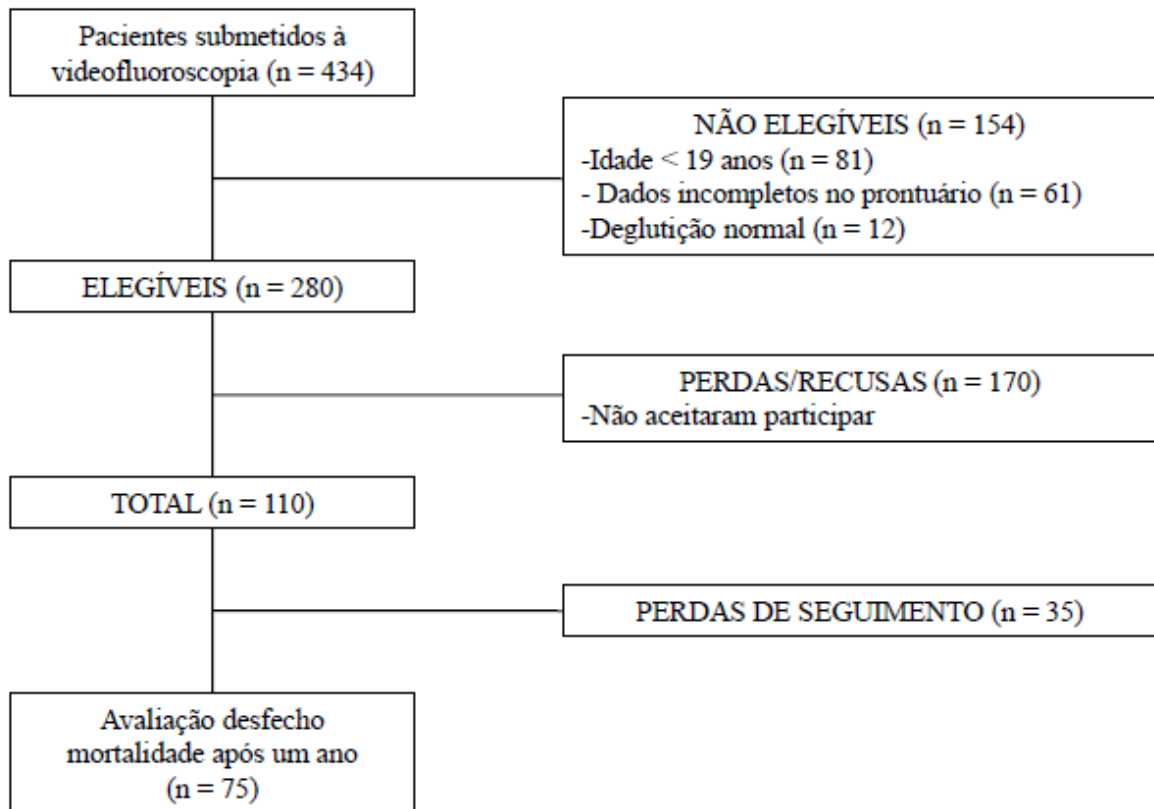 Pacientes submetidos à
videofluoroscopia (n = 434)
NÃO ELEGÍVEIS (n = 154)
-Idade < 19 anos (n = 81)
- Dados incompletos no prontuário (n = 61)
-Deglutição normal (n = 12)
ELEGÍVEIS (n = 280)
PERDAS/RECUSAS (n = 170)
-Não aceitaram participar
TOTAL (n = 110)
PERDAS DE SEGUIMENTO (n = 35)
Avaliação desfecho
mortalidade após um ano
(n = 75)